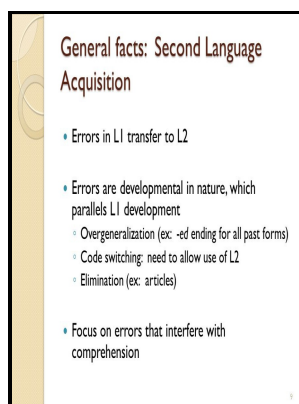 General facts: Second Language
Acquisition
• Errors in L1 transfer to L2
• Errors are developmental in nature, which
parallels L1 development
◦ Overgeneralization (ex: -ed ending for all past forms)
◦ Code switching: need to allow use of L2
◦ Elimination (ex: articles)
• Focus on errors that interfere with
comprehension